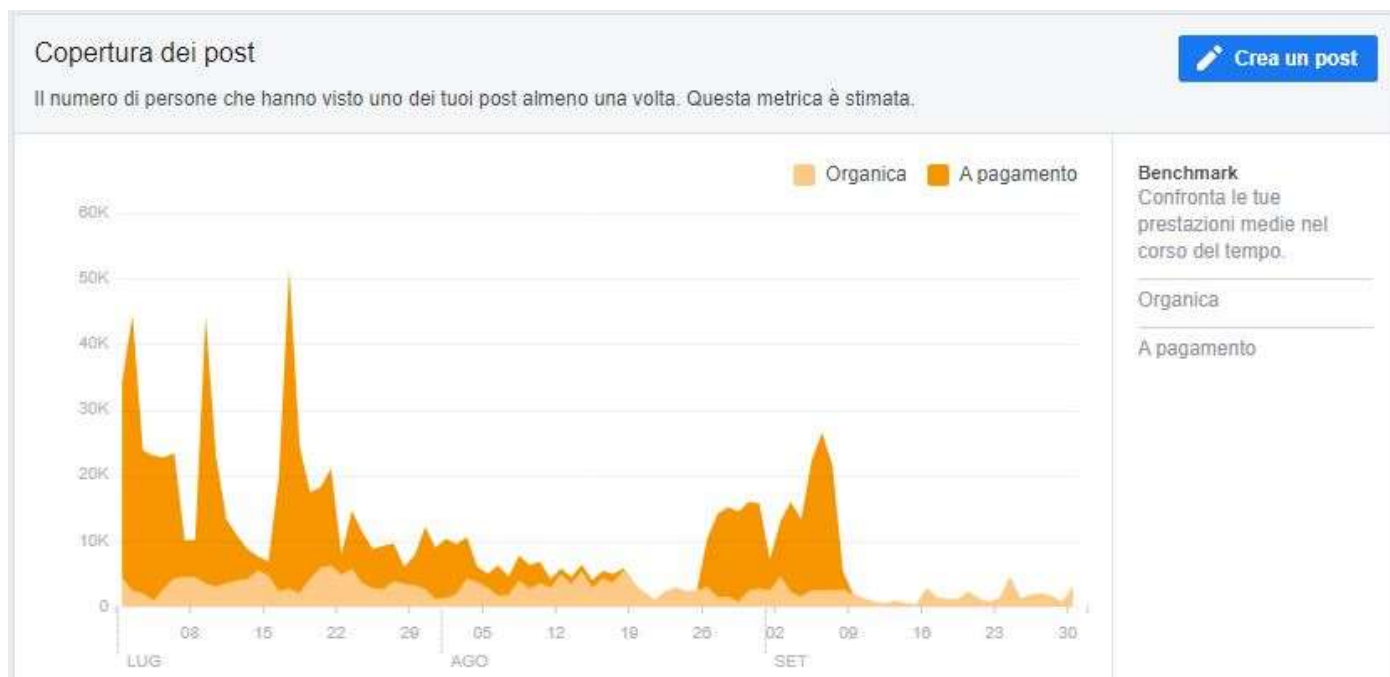 Copertura dei post
Crea un post
Il numero di persone che hanno visto uno dei tuoi post almeno una volta. Questa metrica è stimata.
Organica
A pagamento
Benchmark
Confronta le tue
prestazioni medie nel
corso del tempo.
Organica
A pagamento
60K
50K
40K
30K
20K
10K
0
08 15 22 29 05 12 19 26 02 09 16 23 30
LUG AGO SET